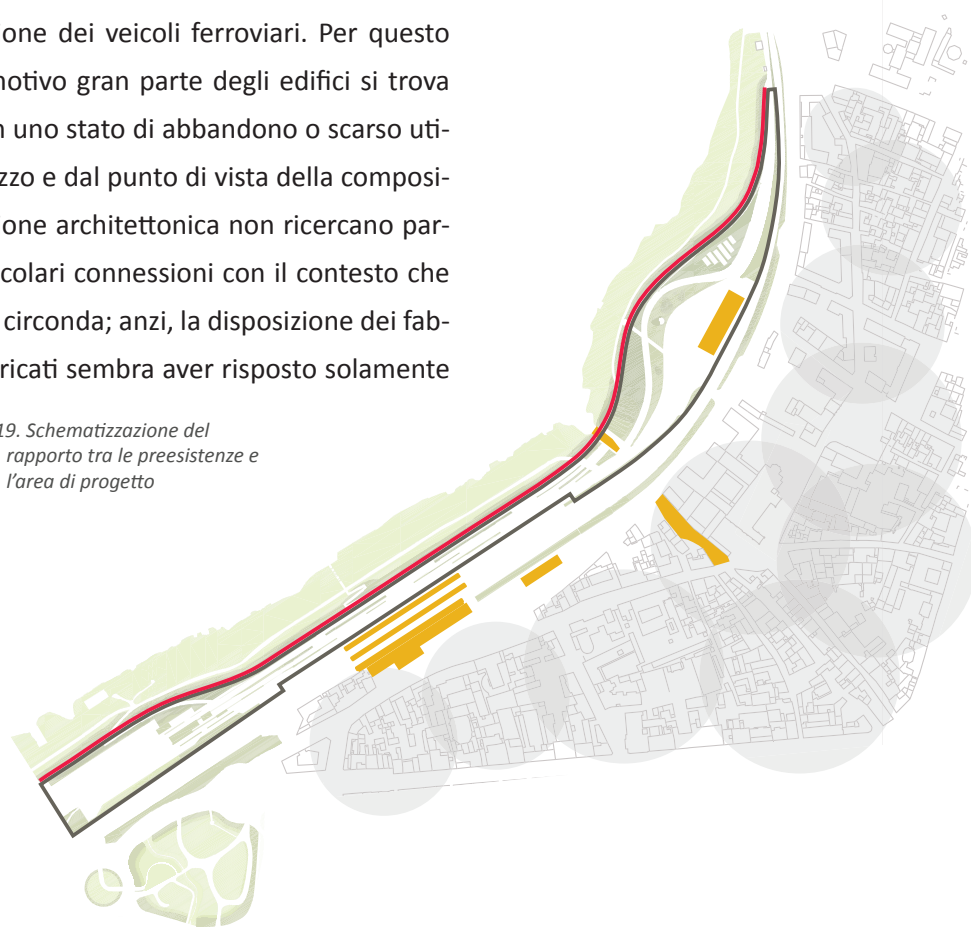 one dei veicoli ferroviari. Per questo
otivo gran parte degli edifici si trova
n uno stato di abbandono o scarso uti-
zzo e dal punto di vista della composi-
one architettonica non ricercano par-
colari connessioni con il contesto che
circonda; anzi, la disposizione dei fab-
ricati sembra aver risposto solamente
19. Schematizzazione del
rapporto tra le preesistenze e
l'area di progetto